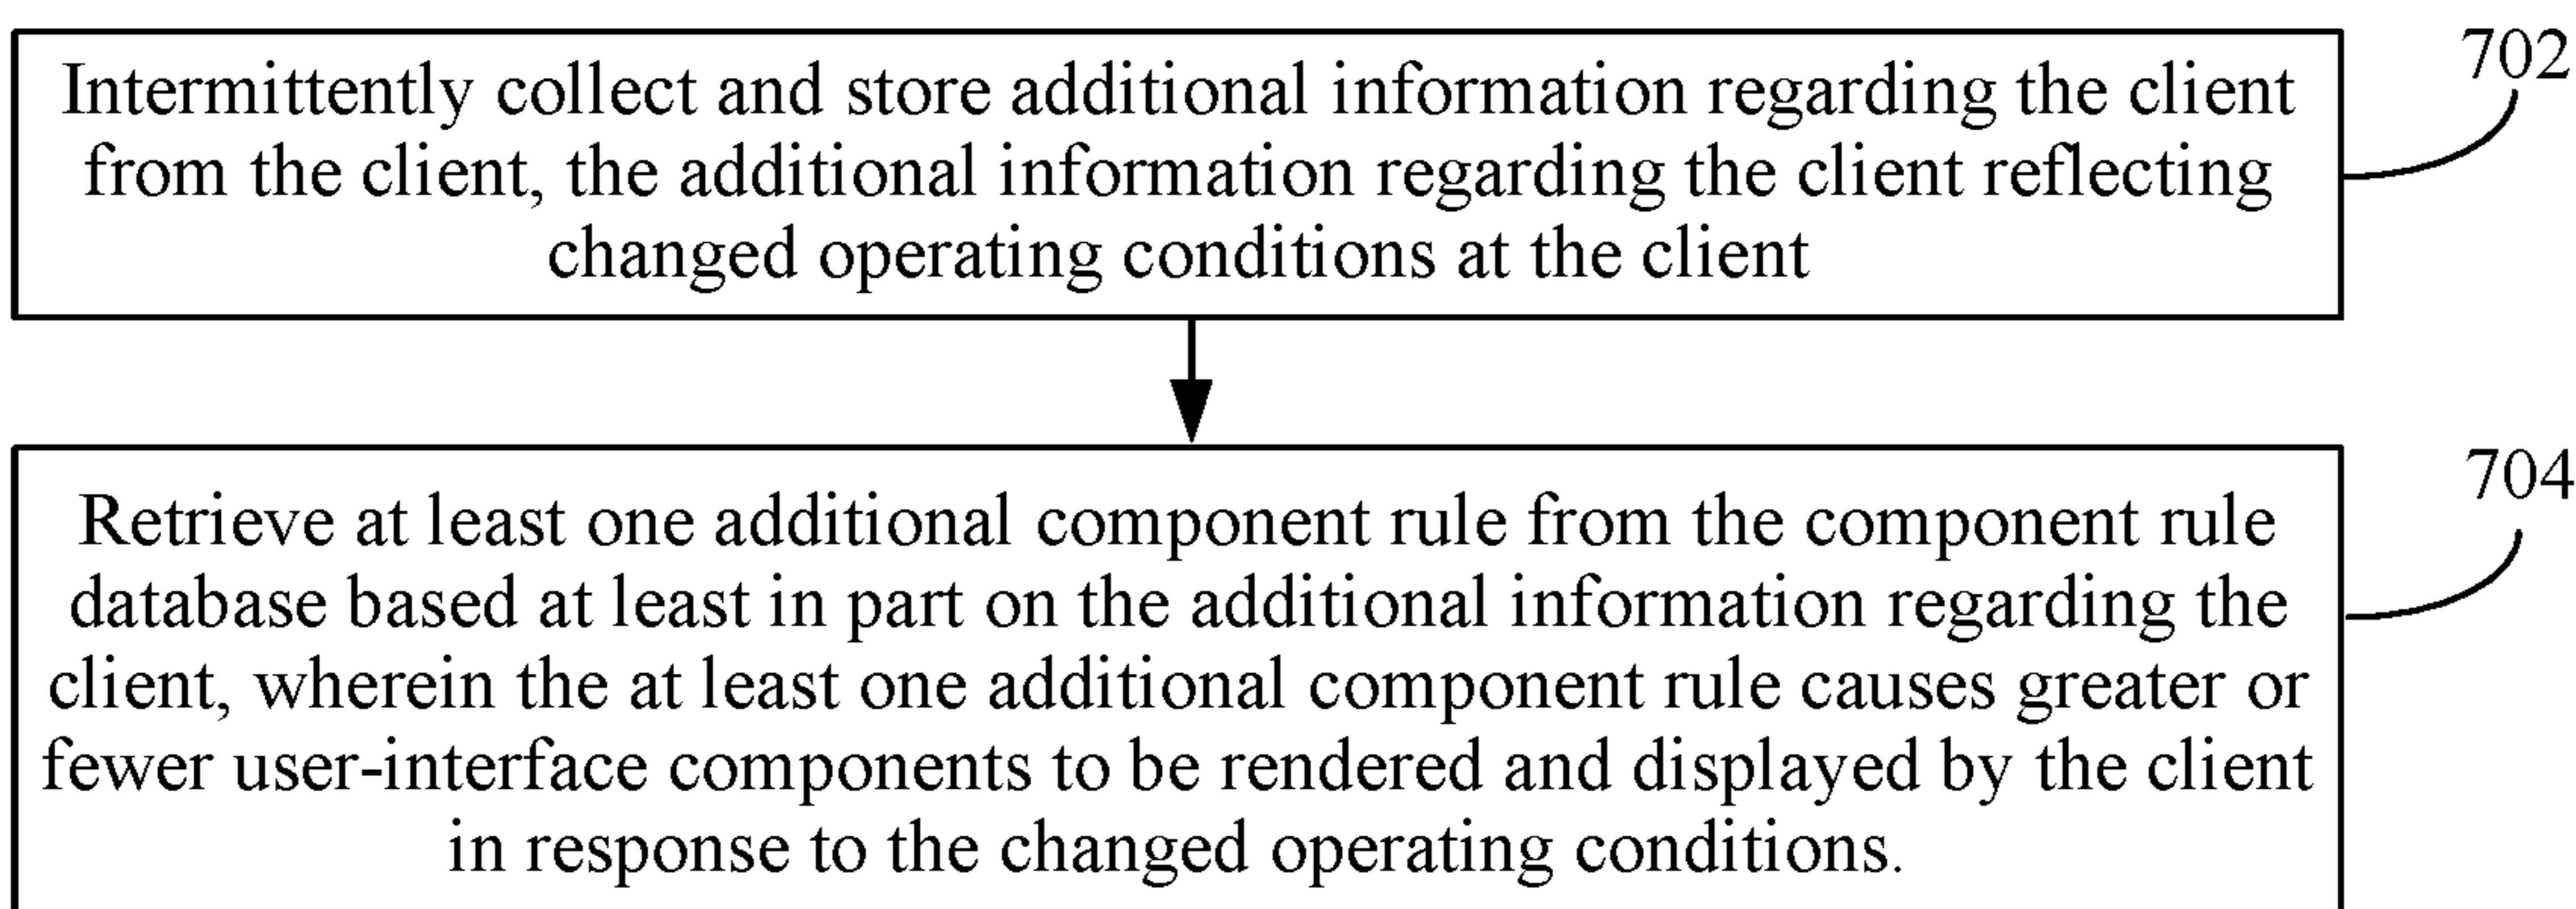 Intermittently collect and store additional information regarding the client
from the client, the additional information regarding the client reflecting
changed operating conditions at the client
702
Retrieve at least one additional component rule from the component rule
database based at least in part on the additional information regarding the
client, wherein the at least one additional component rule causes greater or
fewer user-interface components to be rendered and displayed by the client
in response to the changed operating conditions.
704